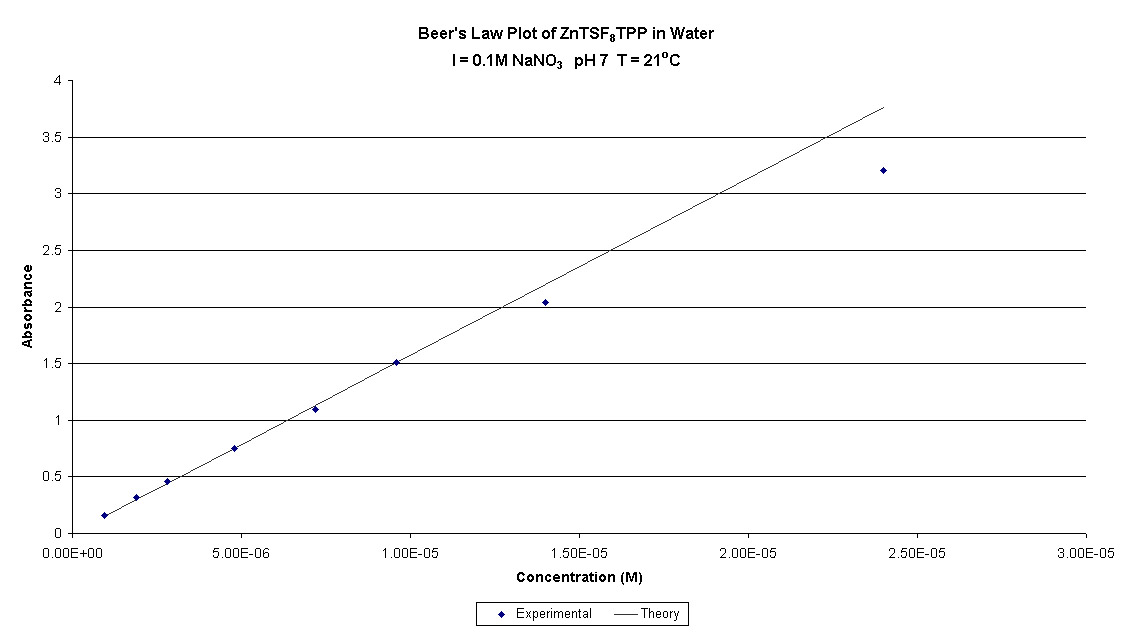 Beer's Law Plot of ZnTSF₈TPP in Water
I = 0.1M NaNO₃ pH 7 T = 21°C
4
3.5
3
2.5
2
1.5
1
0.5
0
Absorbance
0.00E+00 5.00E-06 1.00E-05 1.50E-05 2.00E-05 2.50E-05 3.00E-05
Concentration (M)
Experimental Theory